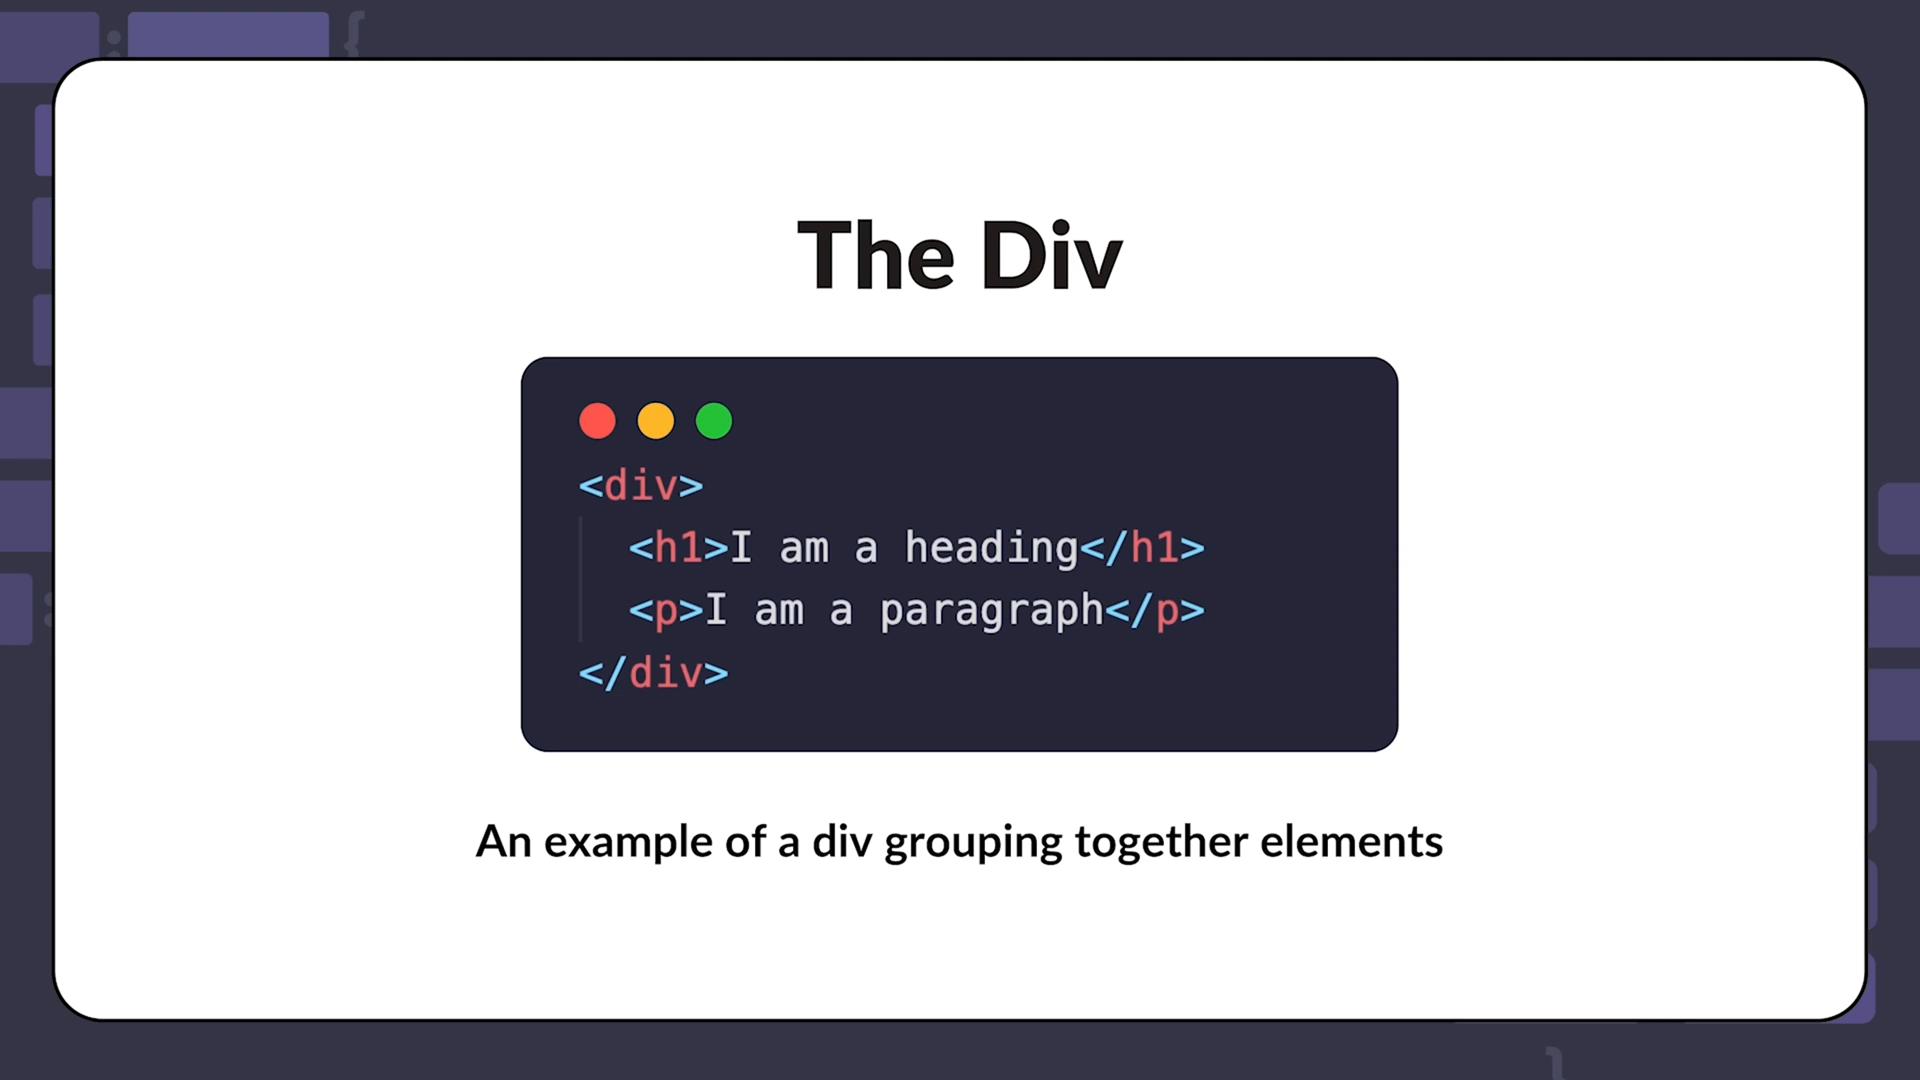 The Div
<div>
<h1>I am a heading</h1>
<p>I am a paragraph</p>
</div>
An example of a div grouping together elements